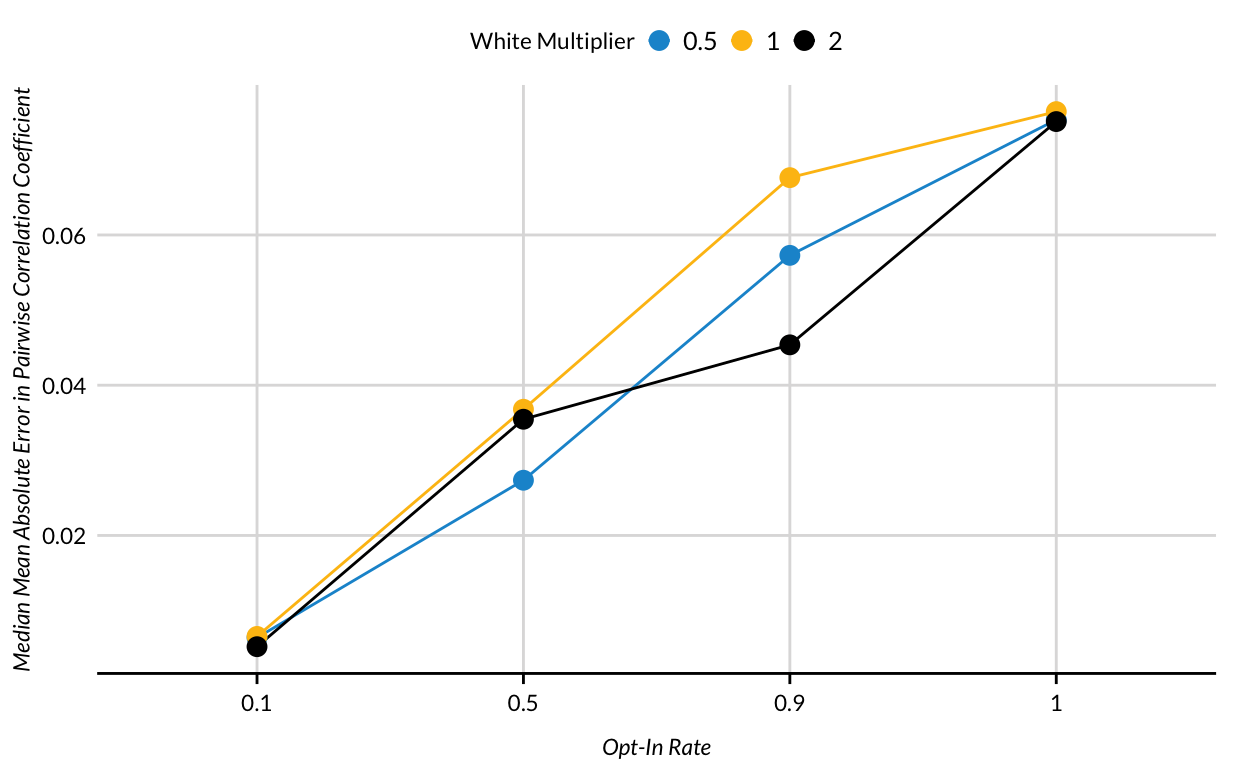 White Multiplier 0.5 1 2
Median Mean Absolute Error in Pairwise Correlation Coefficient
0.06
0.04
0.02
0.1 0.5 0.9 1
Opt-In Rate